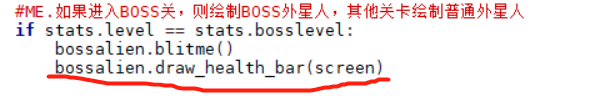 #ME.如果进入BOSS关，则绘制BOSS外星人，其他关卡绘制普通外星人
if stats.level == stats.bosslevel:
    bossalien.blitme()
    bossalien.draw_health_bar(screen)